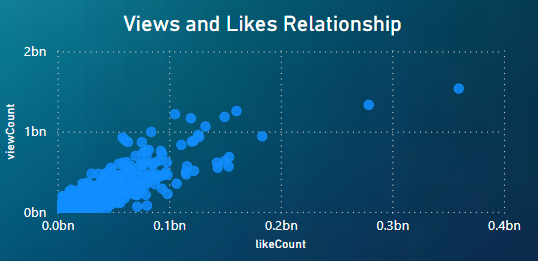 Views and Likes Relationship
2bn
1bn
0bn
viewCount
0.0bn 0.1bn 0.2bn 0.3bn 0.4bn
likeCount